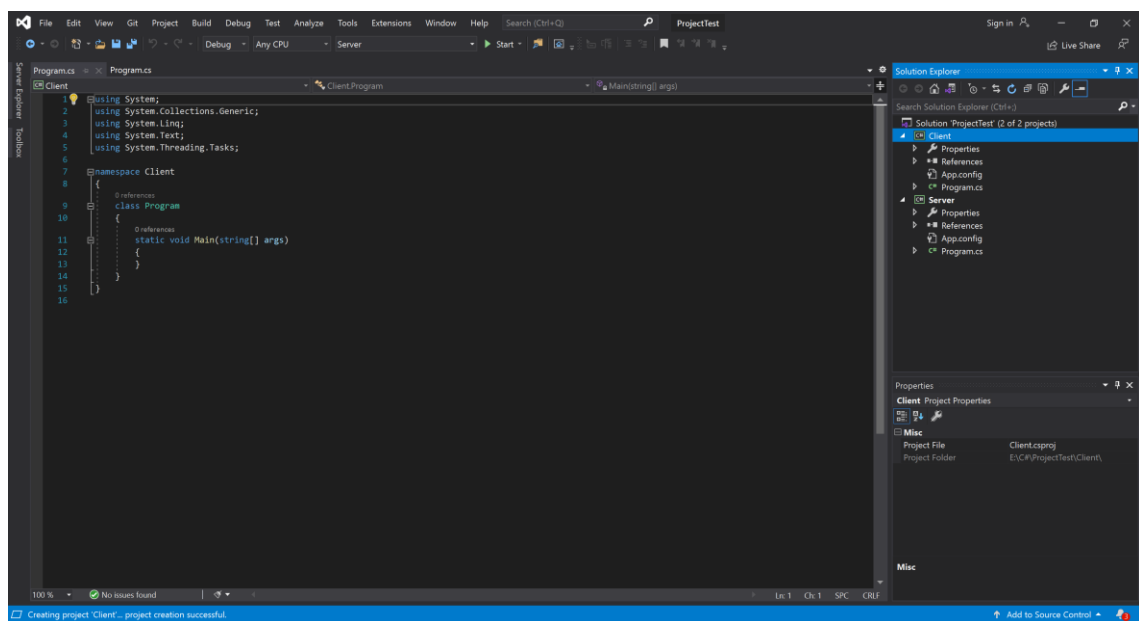 File Edit View Git Project Build Debug Test Analyze Tools Extensions Window Help Search (Ctrl+Q) ProjectTest Sign in
Debug Any CPU Server Start Live Share
Server Explorer
Toolbox
Program.cs Program.cs
Client Client.Program Main(string[] args)
1 using System;
2 using System.Collections.Generic;
3 using System.Linq;
4 using System.Text;
5 using System.Threading.Tasks;
6
7 namespace Client
8 {
0 references
9 class Program
10 {
0 references
11 static void Main(string[] args)
12 {
13 }
14 }
15 }
16
100 % No issues found Ln: 1 Ch: 1 SPC CRLF
Solution Explorer
Search Solution Explorer (Ctrl+;)
Solution 'ProjectTest' (2 of 2 projects)
Client
Properties
References
App.config
Program.cs
Server
Properties
References
App.config
Program.cs
Properties
Client Project Properties
Misc
Project File Client.csproj
Project Folder E:\C#\ProjectTest\Client\
Misc
Creating project 'Client'... project creation successful. Add to Source Control